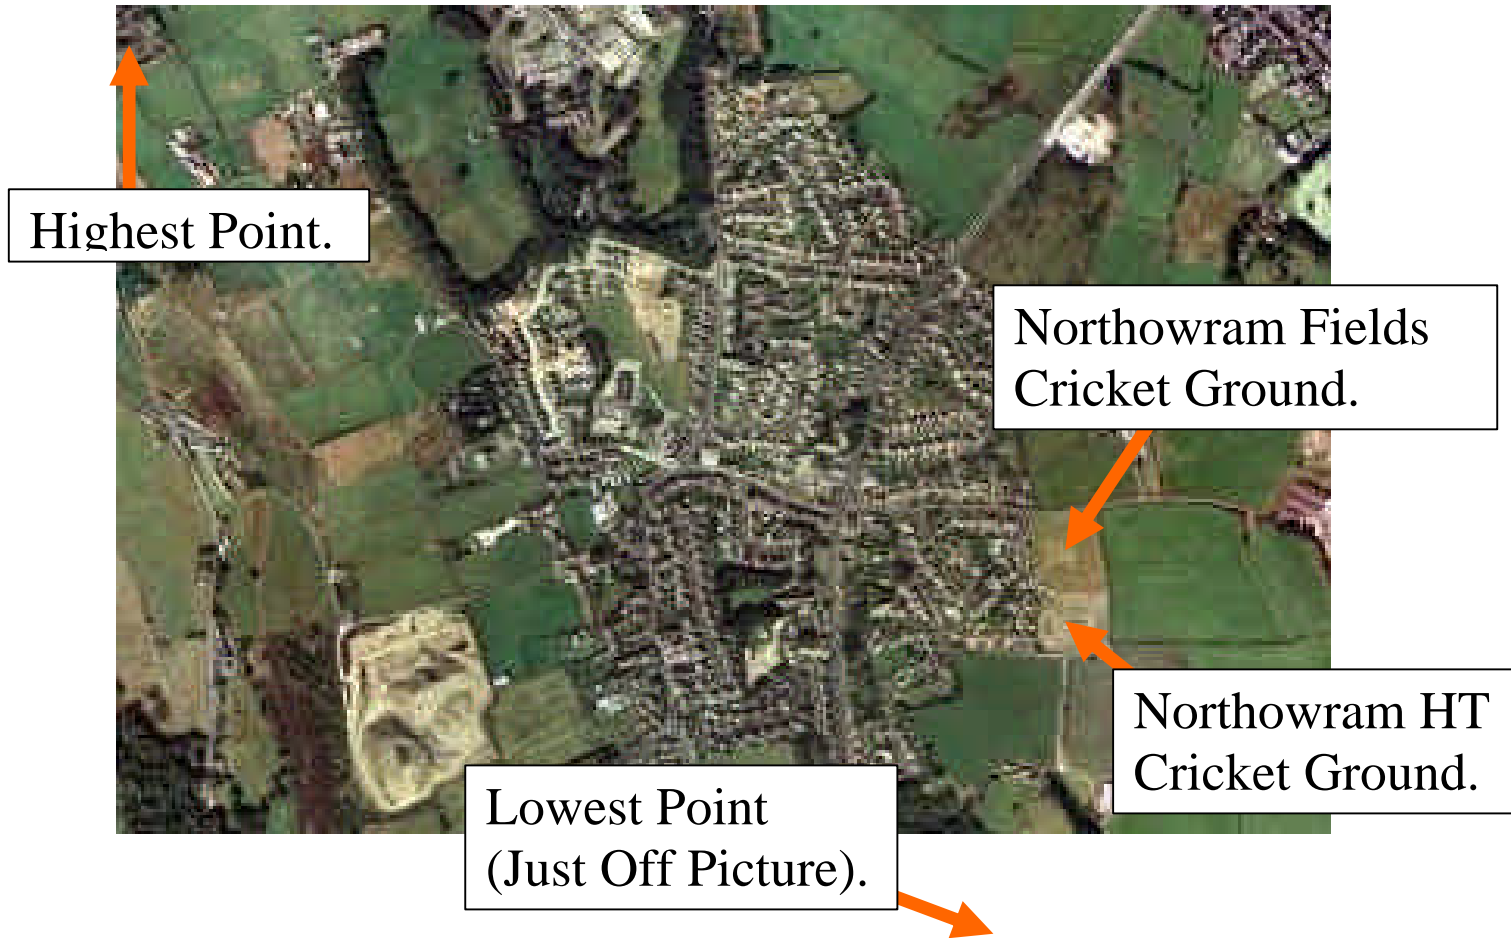 Highest Point.
Northowram Fields
Cricket Ground.
Northowram HT
Cricket Ground.
Lowest Point
(Just Off Picture).